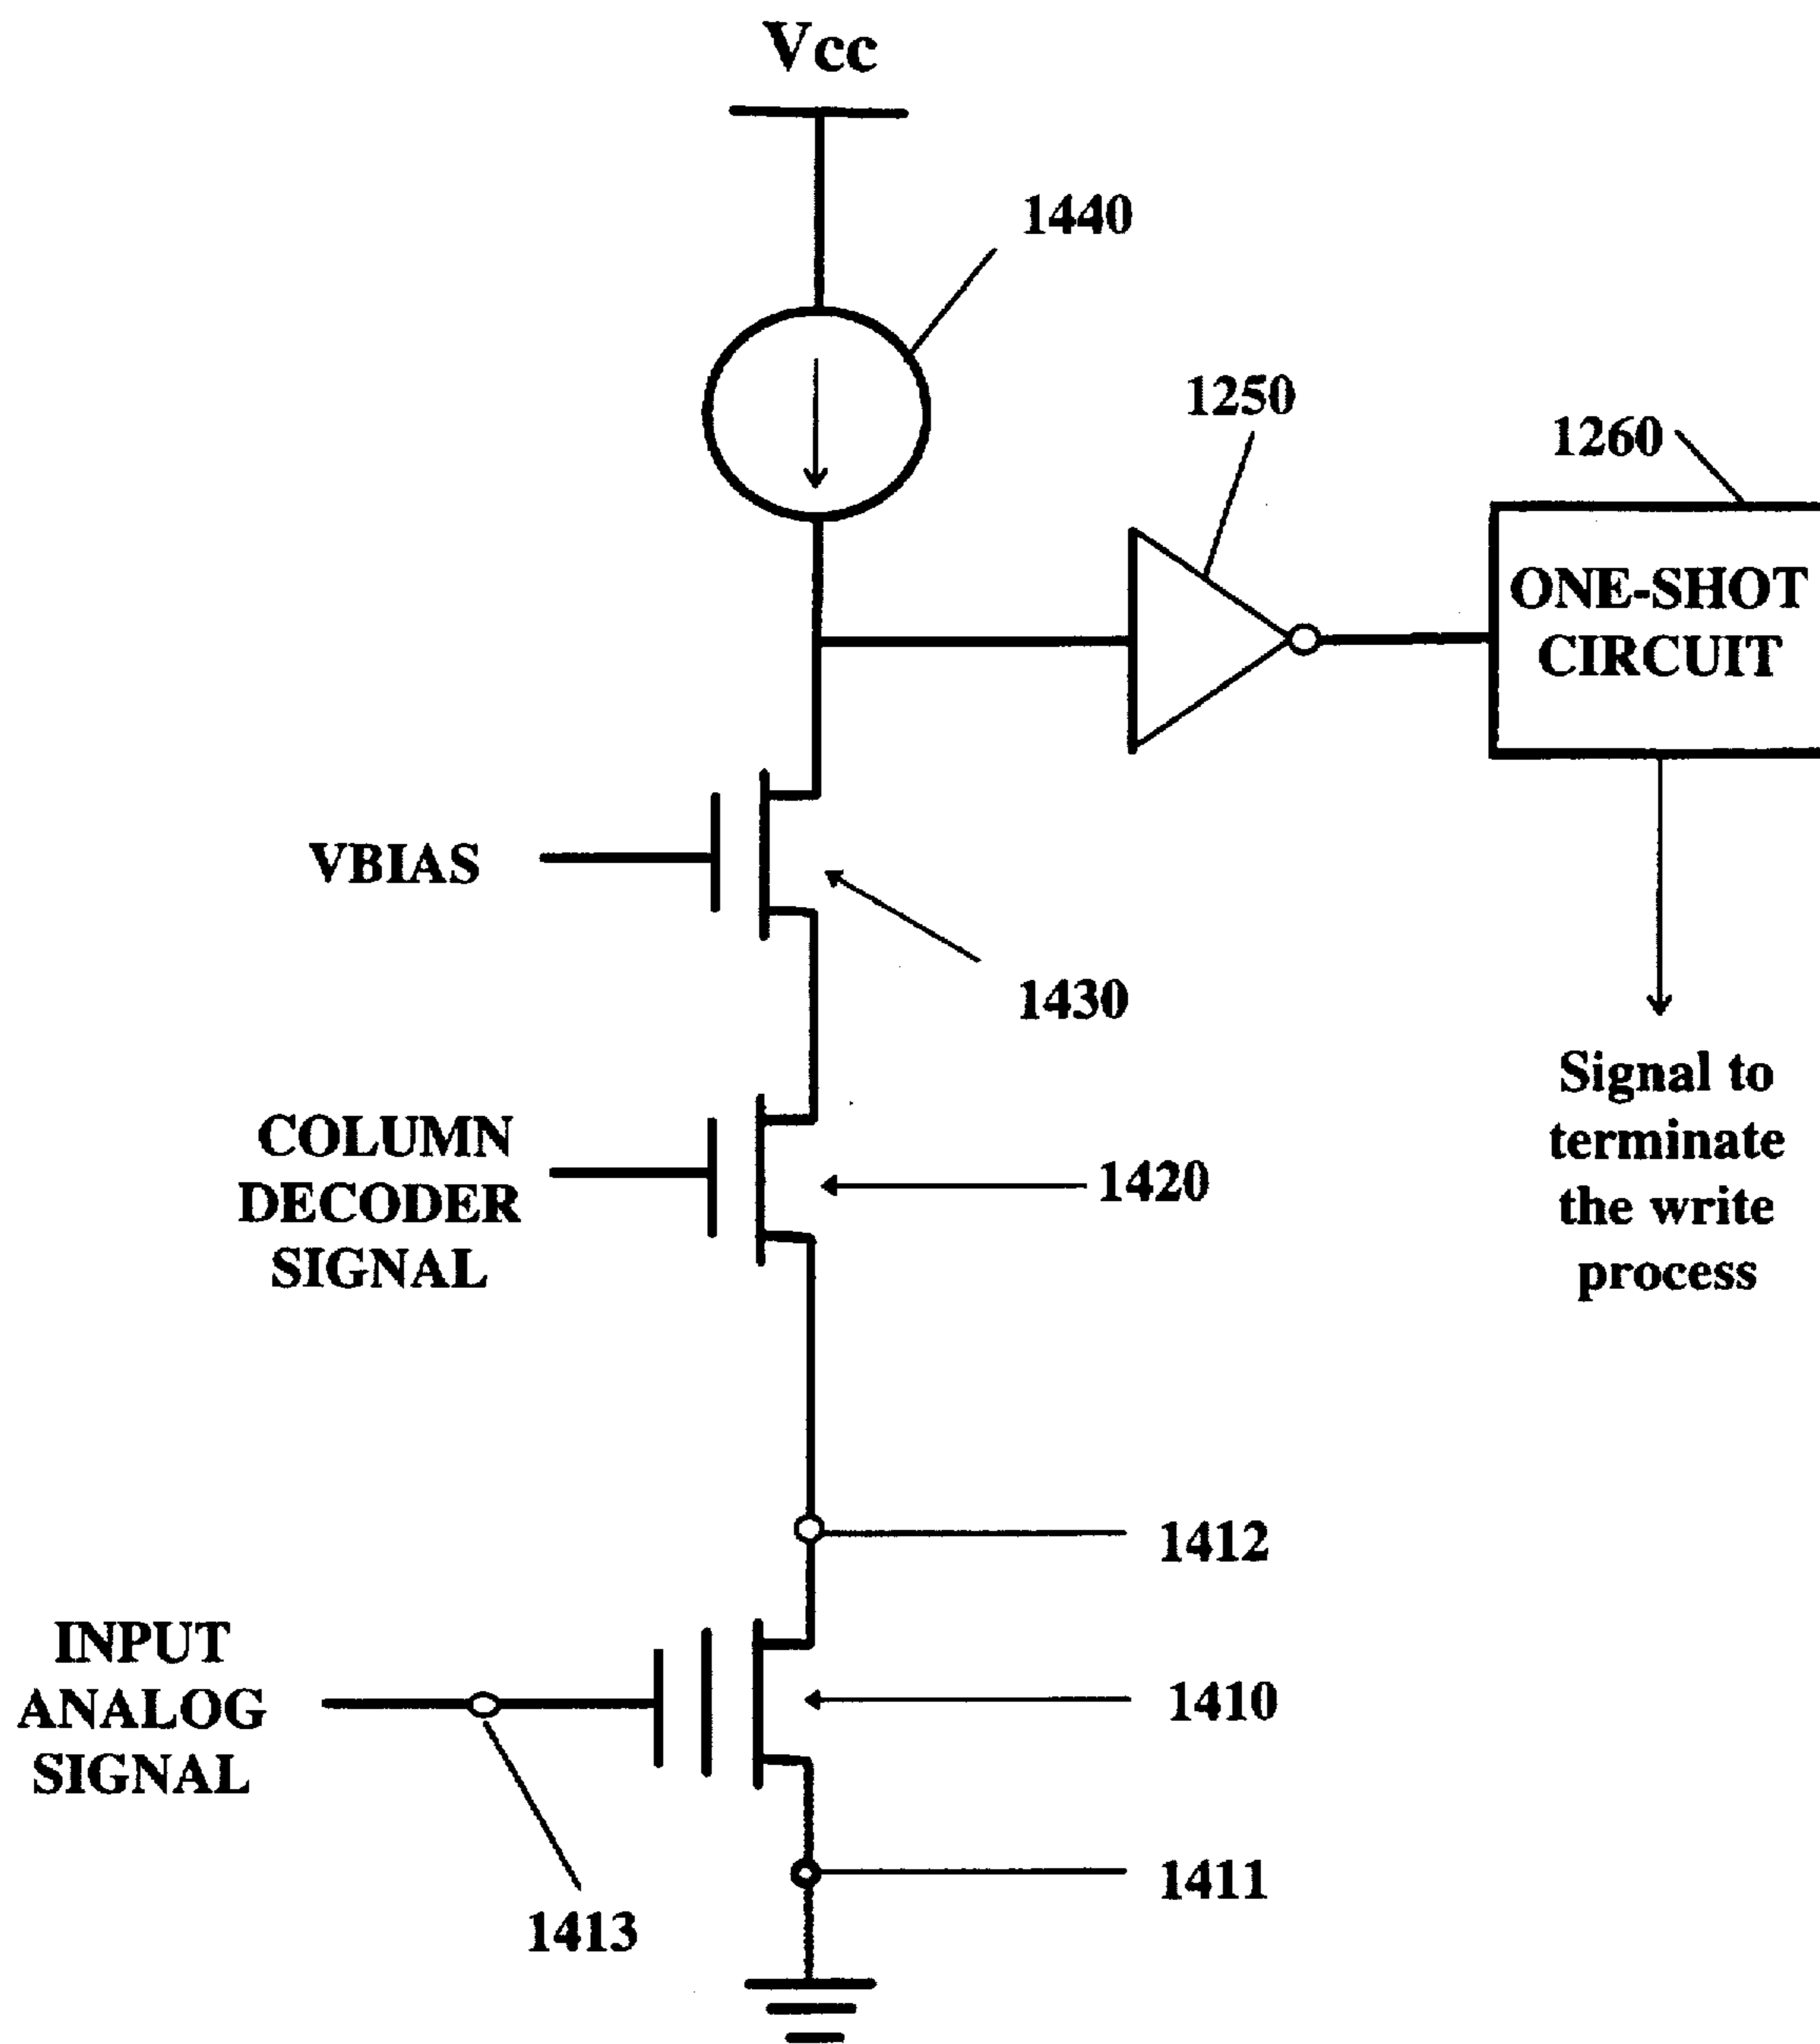 Vcc
1440
1250
1260
ONE-SHOT
CIRCUIT
VBIAS
1430
Signal to
terminate
the write
process
COLUMN
DECODER
SIGNAL
1420
1412
INPUT
ANALOG
SIGNAL
1410
1411
1413